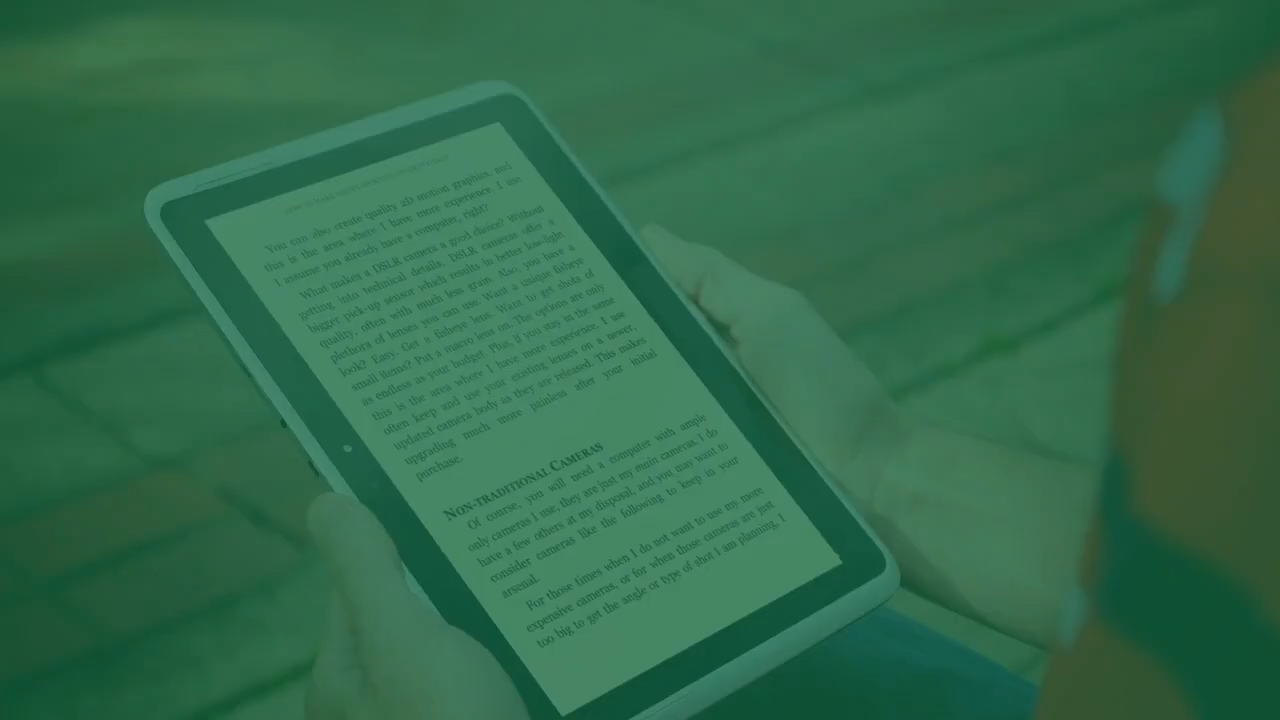 You can also create quality 2D motion graphics, and
this is the area where I have more experience. I use
I assume you already have a computer, right?
What makes a DSLR camera a good choice? Without
getting into technical details, DSLR cameras offer a
bigger pick-up sensor which results in better low-light
quality, often with much less grain. Also, you have a
plethora of lenses you can use. Want a unique fisheye
look? Easy. Get a fisheye lens. Want to get shots of
small items? Put a macro lens on. The options are only
as endless as your budget. Plus, if you stay in the same
this is the area where I have more experience. I use
often keep and use your existing lenses on a newer,
updated camera body as they are released. This makes
upgrading much more painless after your initial
purchase.
NON-TRADITIONAL CAMERAS
Of course, you will need a computer with ample
only cameras I use, they are just my main cameras. I do
have a few others at my disposal, and you may want to
consider cameras like the following to keep in your
arsenal.
For those times when I do not want to use my more
expensive cameras, or for when those cameras are just
too big to get the angle or type of shot I am planning, I